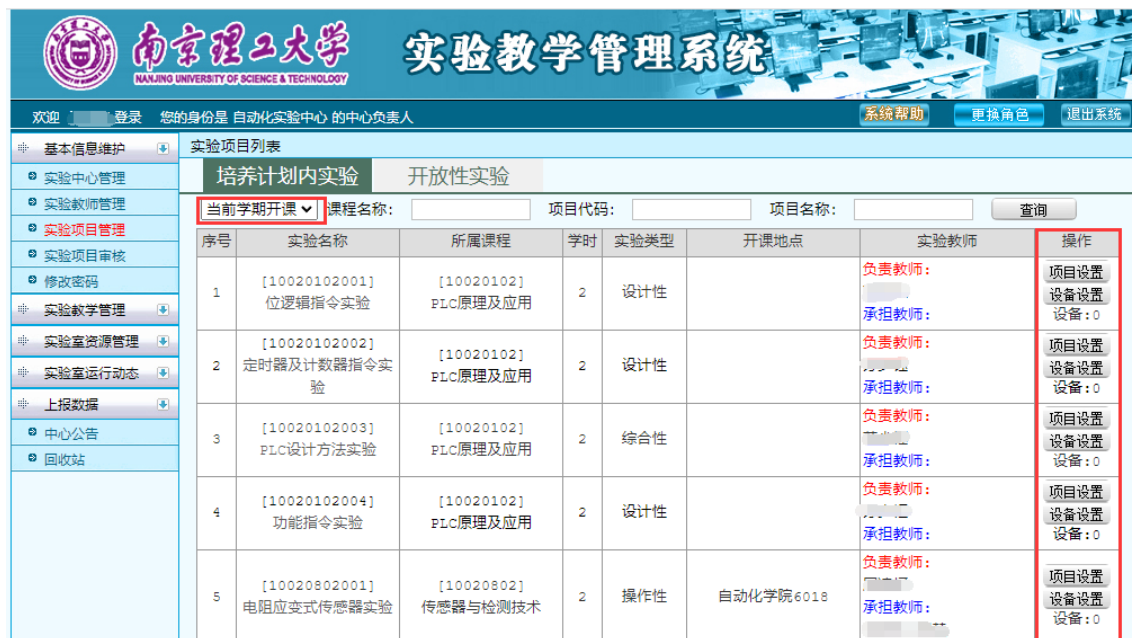 南京理工大学
NANJING UNIVERSITY OF SCIENCE & TECHNOLOGY
实验教学管理系统
欢迎 登录 您的身份是 自动化实验中心 的中心负责人
系统帮助 更换角色 退出系统
基本信息维护
实验中心管理
实验教师管理
实验项目管理
实验项目审核
修改密码
实验教学管理
实验室资源管理
实验室运行动态
上报数据
中心公告
回收站
实验项目列表
培养计划内实验 开放性实验
当前学期开课 课程名称: 项目代码: 项目名称: 查询
序号 实验名称 所属课程 学时 实验类型 开课地点 实验教师 操作
1 [10020102001] 位逻辑指令实验 [10020102] PLC原理及应用 2 设计性 负责教师: 承担教师: 项目设置 设备设置 设备:0
2 [10020102002] 定时器及计数器指令实验 [10020102] PLC原理及应用 2 设计性 负责教师: 承担教师: 项目设置 设备设置 设备:0
3 [10020102003] PLC设计方法实验 [10020102] PLC原理及应用 2 综合性 负责教师: 承担教师: 项目设置 设备设置 设备:0
4 [10020102004] 功能指令实验 [10020102] PLC原理及应用 2 设计性 负责教师: 承担教师: 项目设置 设备设置 设备:0
5 [10020802001] 电阻应变式传感器实验 [10020802] 传感器与检测技术 2 操作性 自动化学院6018 负责教师: 承担教师: 项目设置 设备设置 设备:0